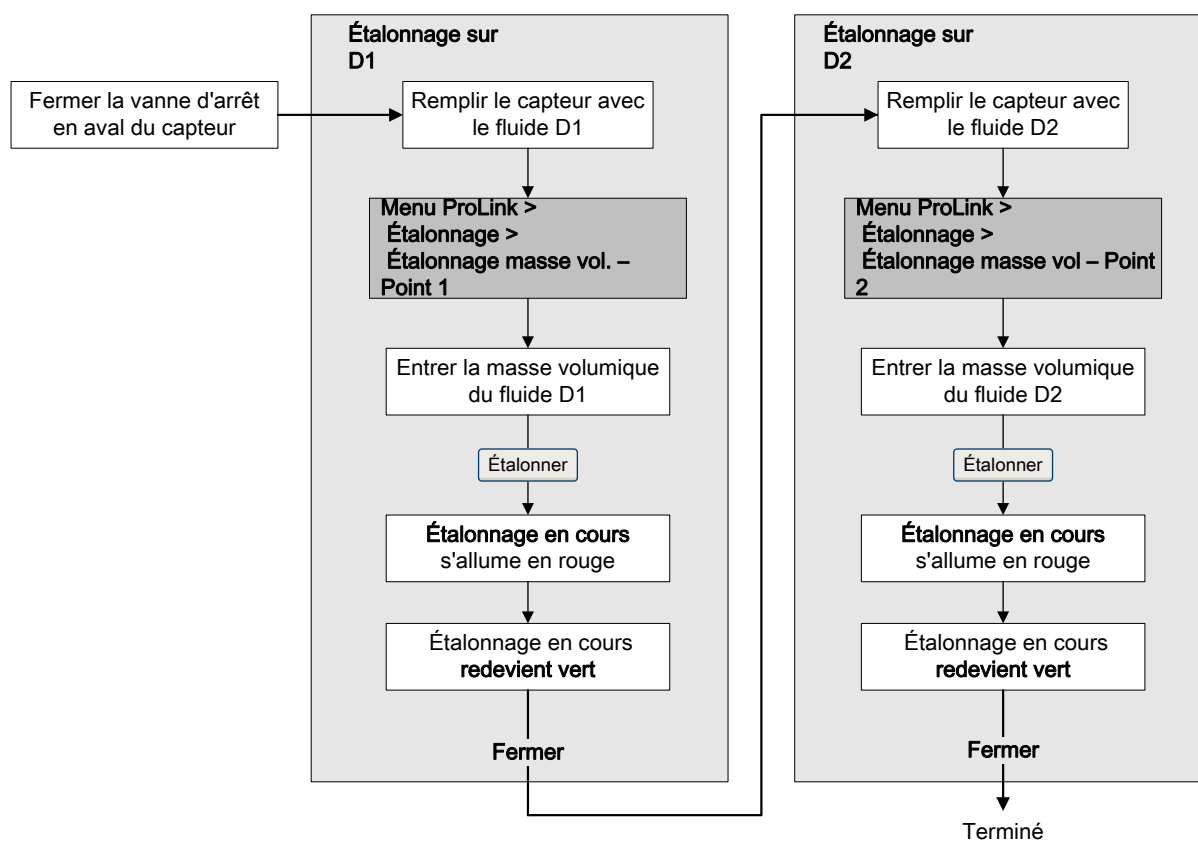 Fermer la vanne d'arrêt
en aval du capteur
Étalonnage sur
D1
Remplir le capteur avec
le fluide D1
Menu ProLink >
Étalonnage >
Étalonnage masse vol. –
Point 1
Entrer la masse volumique
du fluide D1
Étalonner
Étalonnage en cours
s'allume en rouge
Étalonnage en cours
redevient vert
Fermer
Étalonnage sur
D2
Remplir le capteur avec
le fluide D2
Menu ProLink >
Étalonnage >
Étalonnage masse vol – Point
2
Entrer la masse volumique
du fluide D2
Étalonner
Étalonnage en cours
s'allume en rouge
Étalonnage en cours
redevient vert
Fermer
Terminé